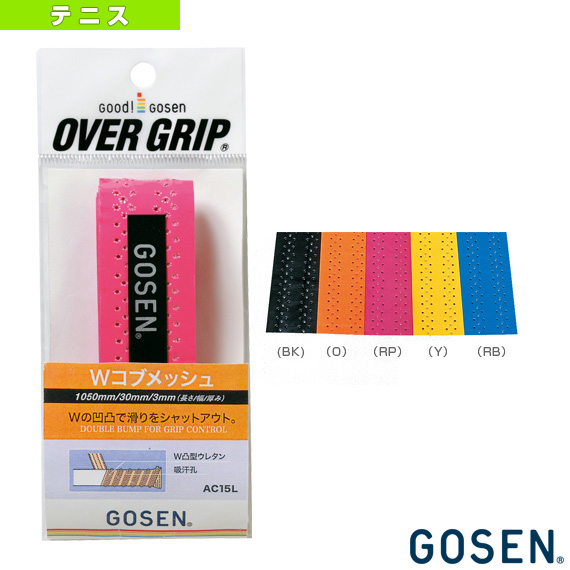 テニス
GOOD! GOSEN
OVER GRIP®
GOSEN®
Wコブメッシュ
1050mm/30mm/3mm(長さ/幅/厚み)
Wの凹凸で滑りをシャットアウト。
DOUBLE BUMP FOR GRIP CONTROL
W凸型ウレタン
吸汗孔
AC15L
GOSEN®
(BK) (O) (RP) (Y) (RB)
GOSEN®